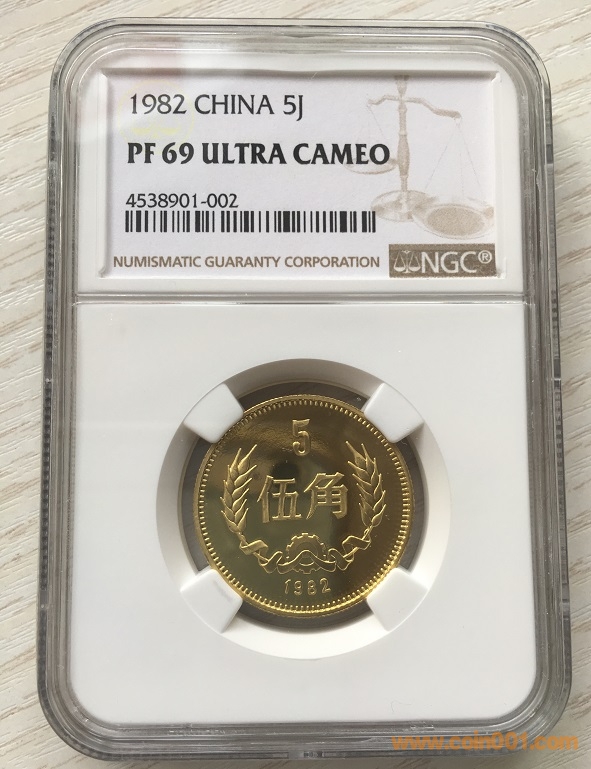 1982 CHINA 5J
PF 69 ULTRA CAMEO
4538901-002
NUMISMATIC GUARANTY CORPORATION
NGC®
5
伍角
1982
www.coin001.com